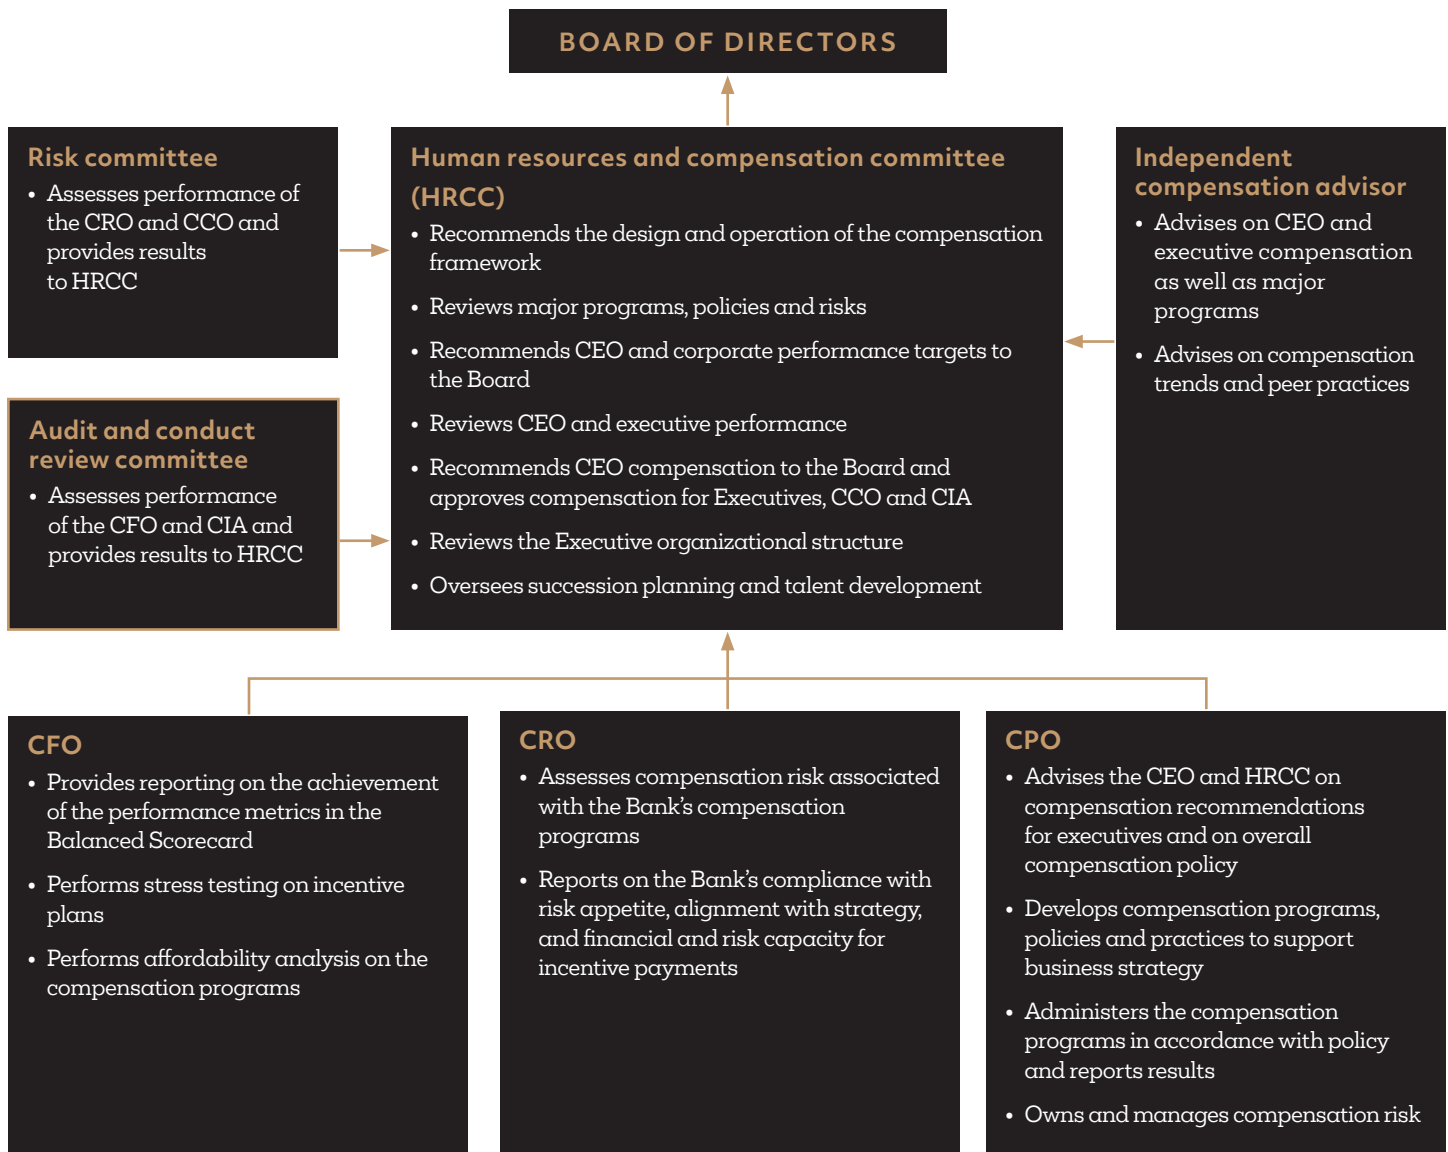 BOARD OF DIRECTORS
Risk committee
• Assesses performance of
the CRO and CCO and
provides results
to HRCC
Audit and conduct
review committee
• Assesses performance
of the CFO and CIA and
provides results to HRCC
Human resources and compensation committee
(HRCC)
• Recommends the design and operation of the compensation
framework
• Reviews major programs, policies and risks
• Recommends CEO and corporate performance targets to
the Board
• Reviews CEO and executive performance
• Recommends CEO compensation to the Board and
approves compensation for Executives, CCO and CIA
• Reviews the Executive organizational structure
• Oversees succession planning and talent development
Independent
compensation advisor
• Advises on CEO and
executive compensation
as well as major
programs
• Advises on compensation
trends and peer practices
CFO
• Provides reporting on the achievement
of the performance metrics in the
Balanced Scorecard
• Performs stress testing on incentive
plans
• Performs affordability analysis on the
compensation programs
CRO
• Assesses compensation risk associated
with the Bank’s compensation
programs
• Reports on the Bank’s compliance with
risk appetite, alignment with strategy,
and financial and risk capacity for
incentive payments
CPO
• Advises the CEO and HRCC on
compensation recommendations
for executives and on overall
compensation policy
• Develops compensation programs,
policies and practices to support
business strategy
• Administers the compensation
programs in accordance with policy
and reports results
• Owns and manages compensation risk